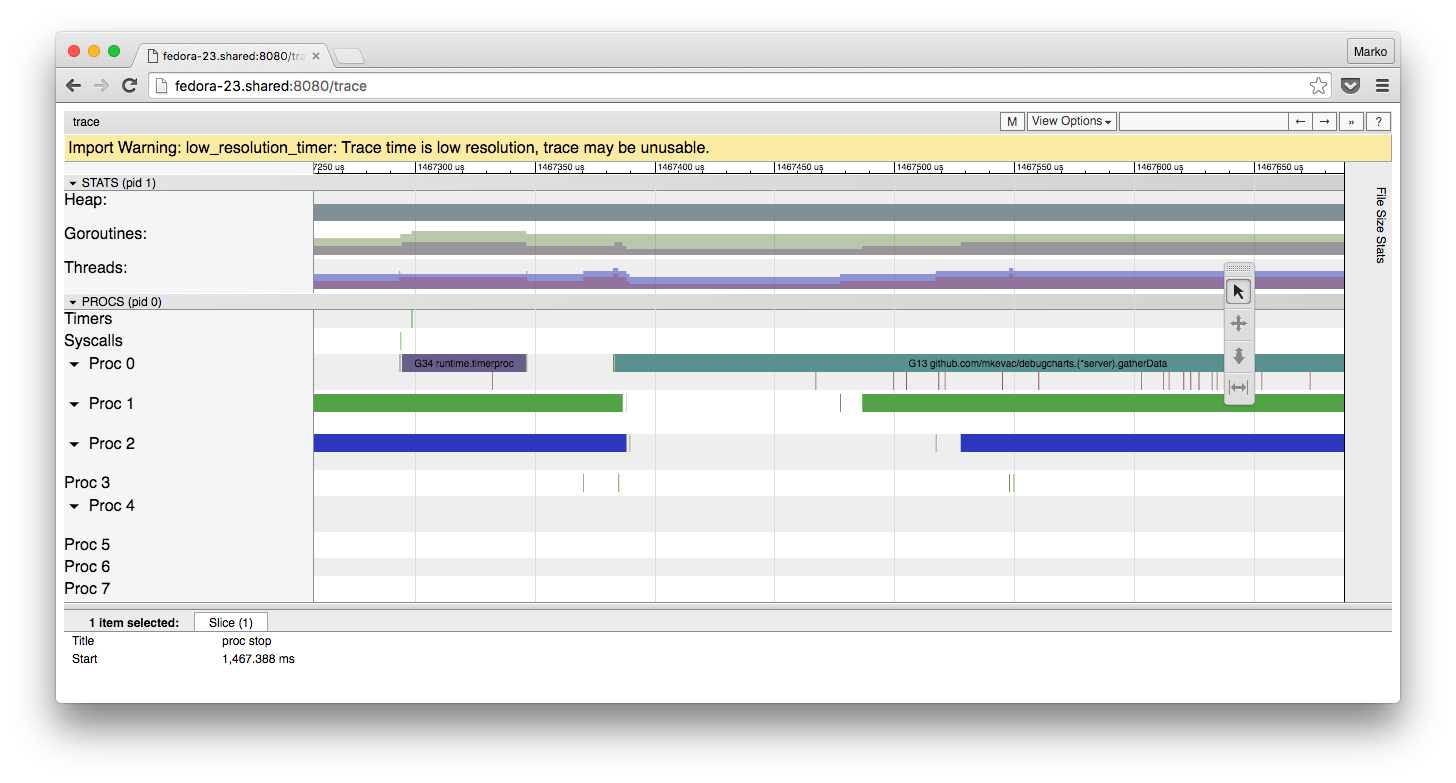 fedora-23.shared:8080/tra
Marko
fedora-23.shared:8080/trace
trace
M
View Options
← → » ?
Import Warning: low_resolution_timer: Trace time is low resolution, trace may be unusable.
7250 us 1467300 us 1467350 us 1467400 us 1467450 us 1467500 us 1467550 us 1467600 us 1467650 us
STATS (pid 1)
Heap:
Goroutines:
Threads:
File Size Stats
PROCS (pid 0)
Timers
Syscalls
Proc 0
G34 runtime.timerproc
G13 github.com/mkevac/debugcharts.(*server).gatherData
Proc 1
Proc 2
Proc 3
Proc 4
Proc 5
Proc 6
Proc 7
1 item selected: Slice (1)
Title proc stop
Start 1,467.388 ms